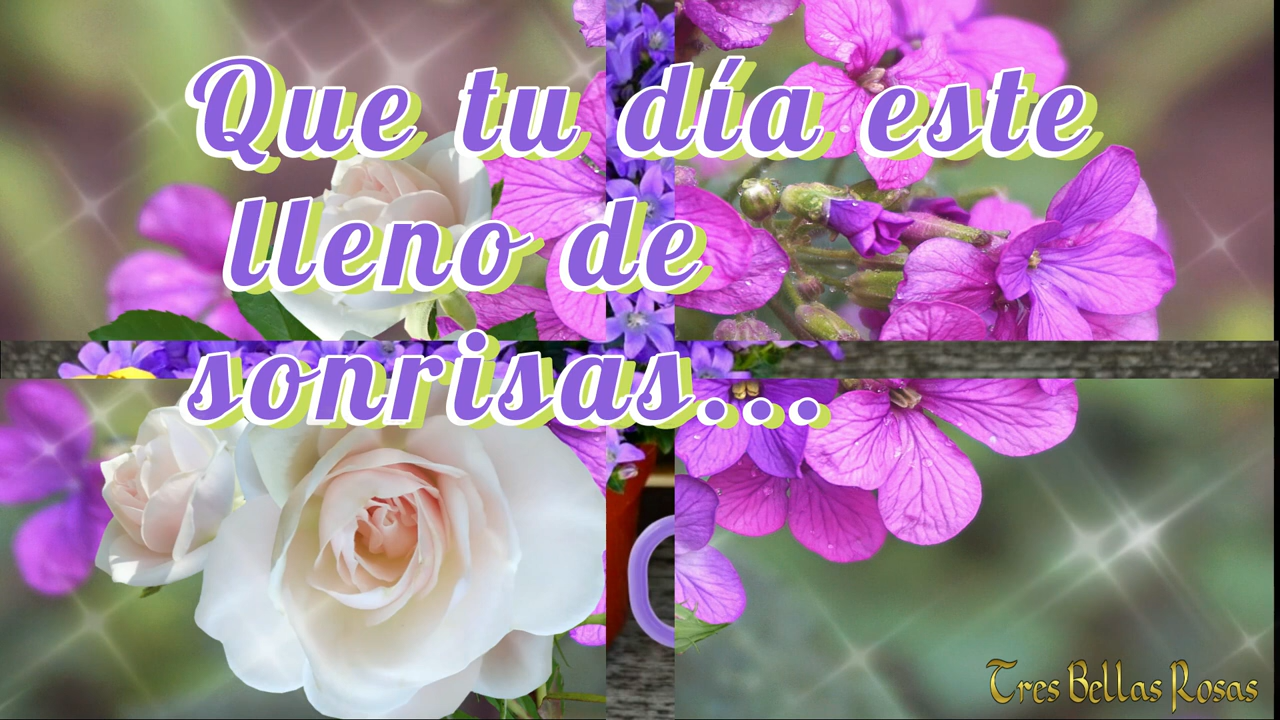 Que tu día este
lleno de
sonrisas...
Tres Bellas Rosas